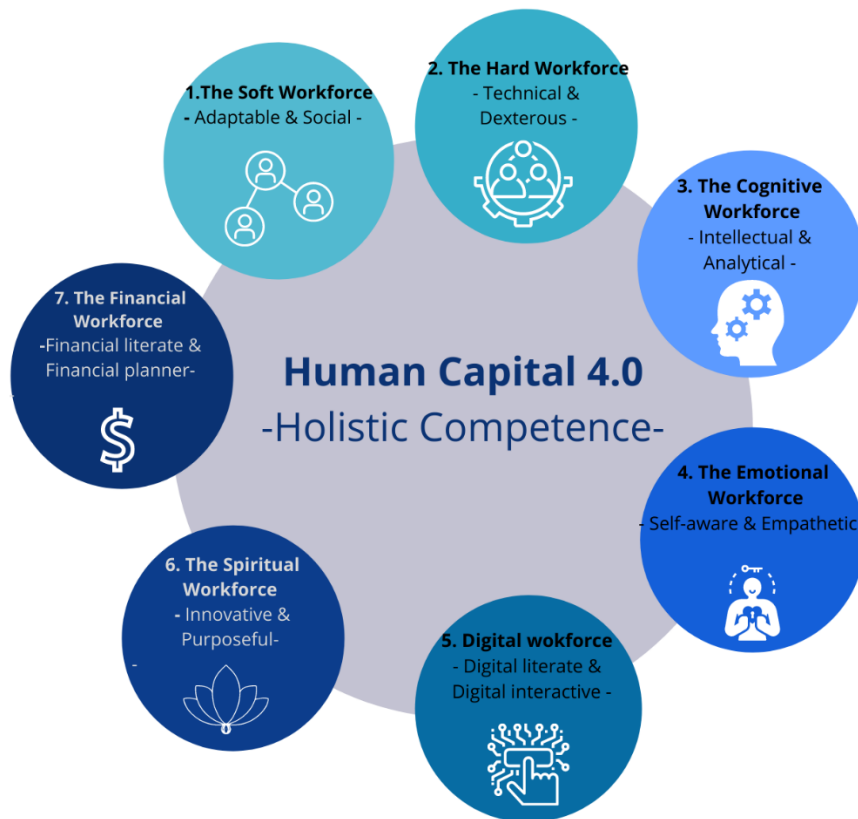 1.The Soft Workforce
- Adaptable & Social -
2. The Hard Workforce
- Technical &
Dexterous -
3. The Cognitive
Workforce
- Intellectual &
Analytical -
4. The Emotional
Workforce
- Self-aware & Empathetic
5. Digital wokforce
- Digital literate &
Digital interactive -
6. The Spiritual
Workforce
- Innovative &
Purposeful-
-
7. The Financial
Workforce
-Financial literate &
Financial planner-
$
Human Capital 4.0
-Holistic Competence-